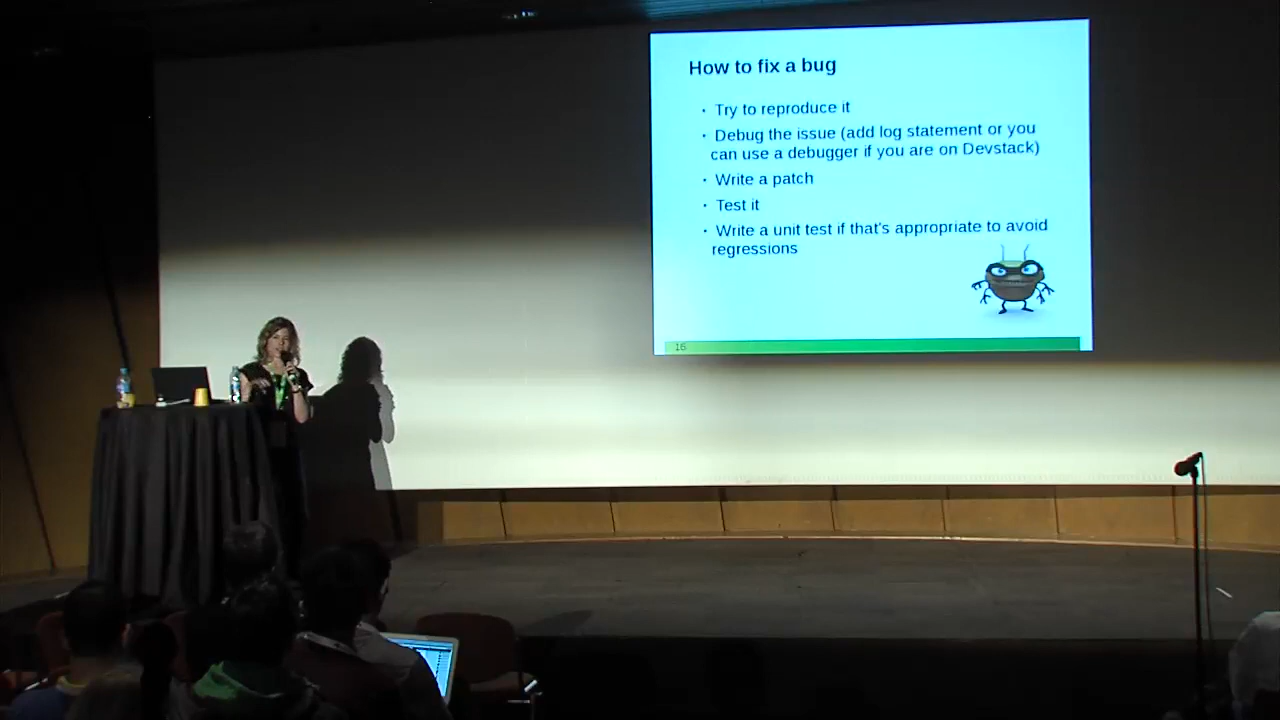 How to fix a bug
· Try to reproduce it
· Debug the issue (add log statement or you
can use a debugger if you are on Devstack)
· Write a patch
· Test it
· Write a unit test if that's appropriate to avoid
regressions
16